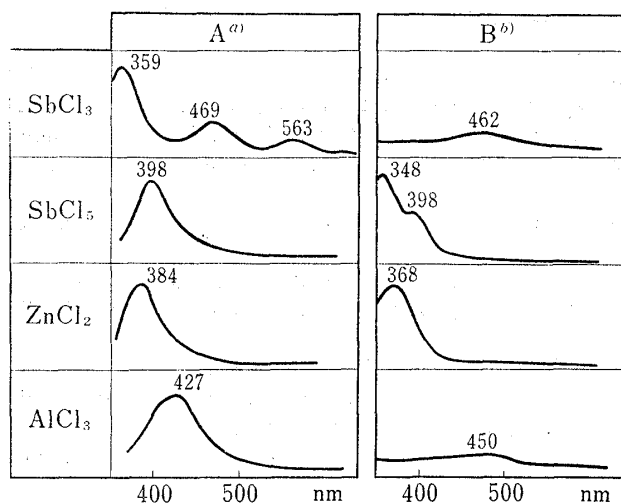 A a) B b)
SbCl₃ 359 469 563 462
SbCl₅ 398 348 398
ZnCl₂ 384 368
AlCl₃ 427 450
400 500 nm 400 500 nm